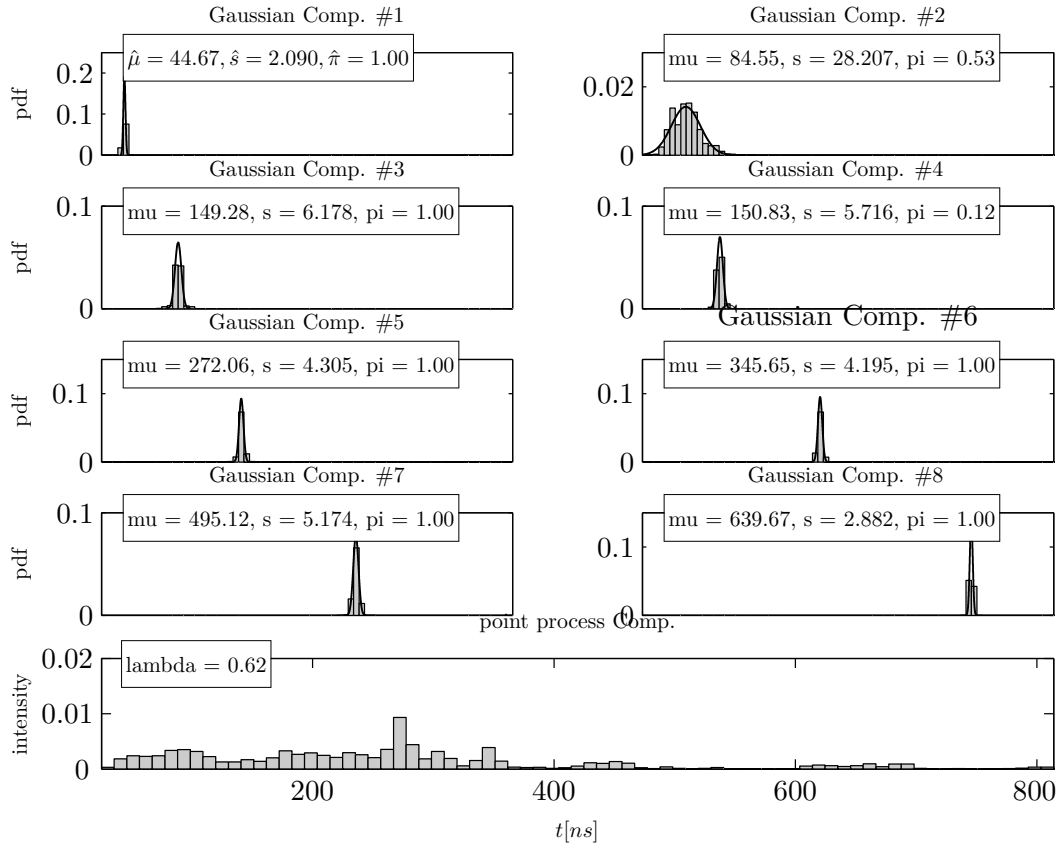 Gaussian Comp. #1
Gaussian Comp. #2
μ̂ = 44.67, ŝ = 2.090, π̂ = 1.00
mu = 84.55, s = 28.207, pi = 0.53
pdf
0.2
0.1
0
0.02
0
Gaussian Comp. #3
Gaussian Comp. #4
mu = 149.28, s = 6.178, pi = 1.00
mu = 150.83, s = 5.716, pi = 0.12
pdf
0.1
0
0.1
0
Gaussian Comp. #5
Gaussian Comp. #6
mu = 272.06, s = 4.305, pi = 1.00
mu = 345.65, s = 4.195, pi = 1.00
pdf
0.1
0
0.1
0
Gaussian Comp. #7
Gaussian Comp. #8
mu = 495.12, s = 5.174, pi = 1.00
mu = 639.67, s = 2.882, pi = 1.00
pdf
0.1
0
0.1
0
point process Comp.
lambda = 0.62
intensity
0.02
0.01
0
200
400
600
800
t[ns]